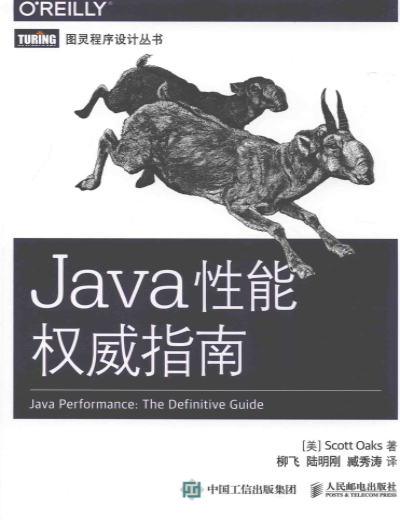 O'REILLY®
TURING 图灵程序设计丛书
Java性能
权威指南
Java Performance: The Definitive Guide
[美] Scott Oaks 著
柳飞 陆明刚 臧秀涛 译
中国工信出版集团 人民邮电出版社
POSTS & TELECOM PRESS